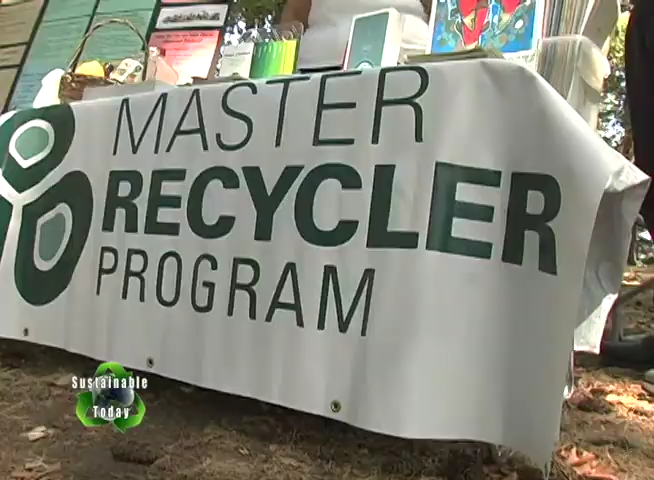 MASTER
RECYCLER
PROGRAM
Sustainable
Today